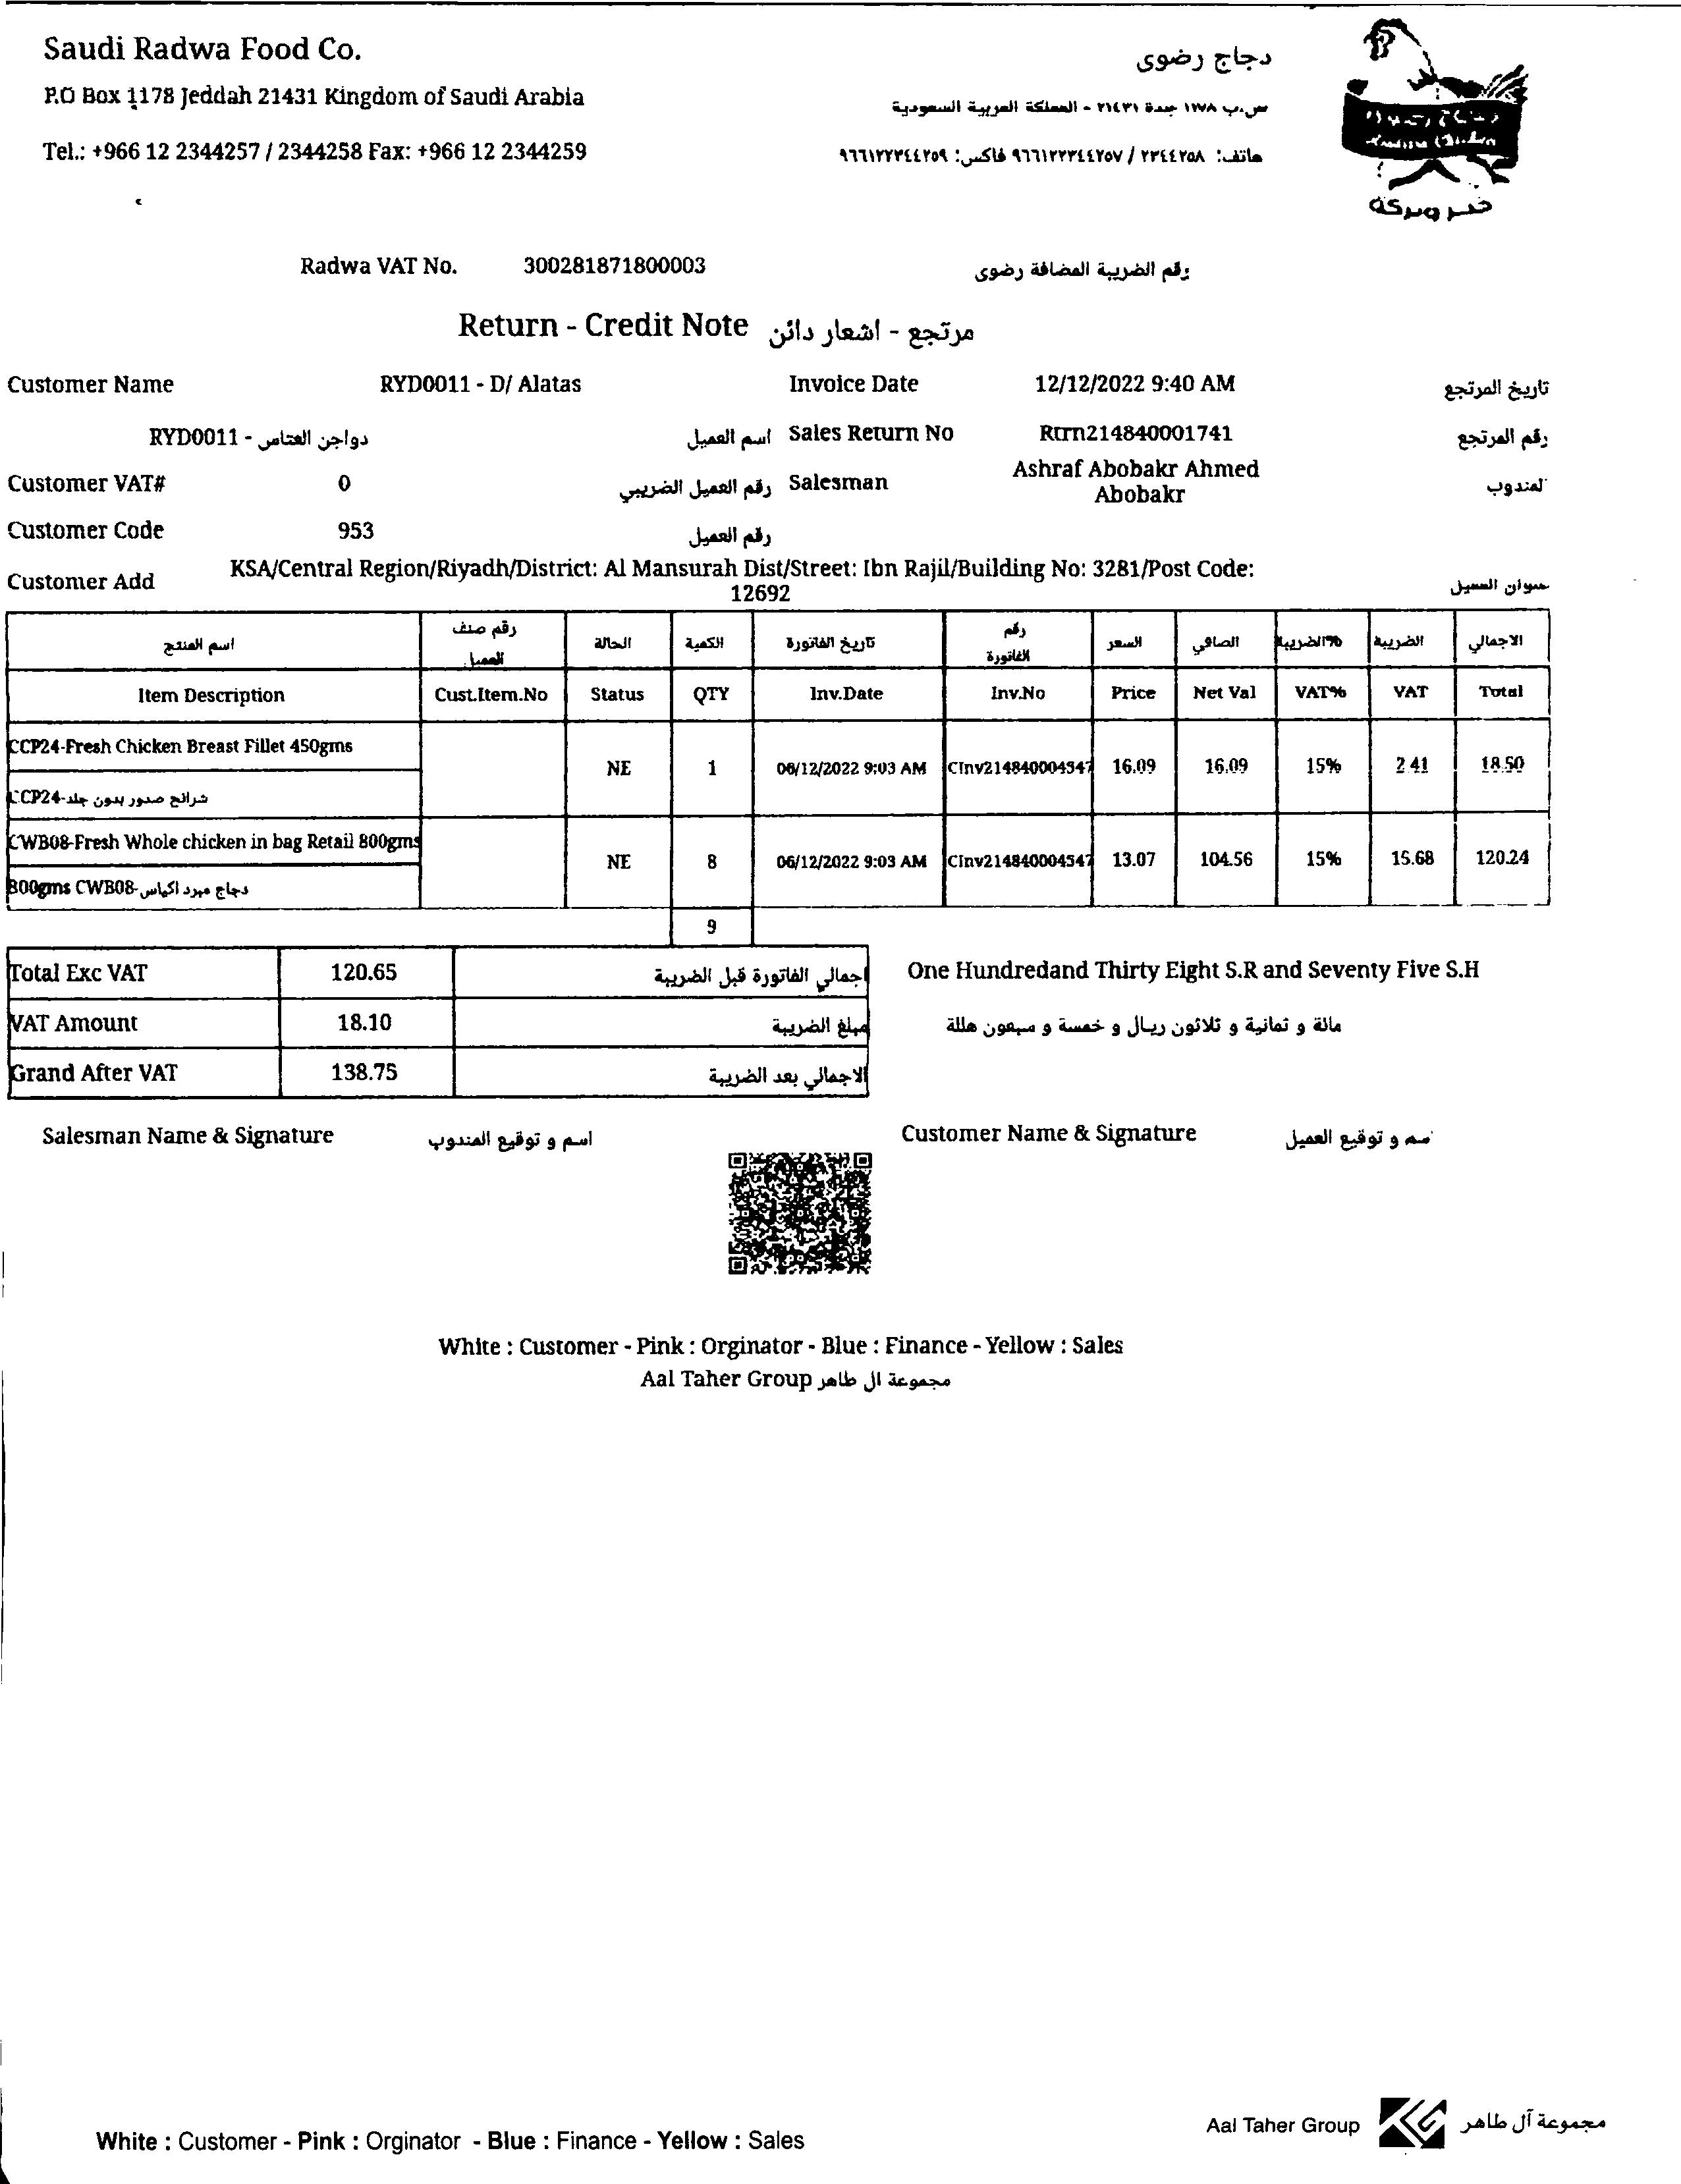 Saudi Radwa Food Co.
دجاج رضوى
P.O Box 1178 Jeddah 21431 Kingdom of Saudi Arabia
ص.ب ١١٧٨ جدة ٢١٤٣١ - المملكة العربية السعودية
Tel.: +966 12 2344257 / 2344258 Fax: +966 12 2344259
هاتف: ٢٣٤٤٢٥٨ / ٩٦٦١٢٢٣٤٤٢٥٧ فاكس: ٩٦٦١٢٢٣٤٤٢٥٩
خير وبركة
Radwa VAT No. 300281871800003 رقم الضريبة المضافة رضوى
Return - Credit Note مرتجع - اشعار دائن
Customer Name RYD0011 - D/ Alatas Invoice Date 12/12/2022 9:40 AM تاريخ المرتجع
RYD0011 - دواجن العتاس اسم العميل Sales Return No Rtrn214840001741 رقم المرتجع
Customer VAT# 0 رقم العميل الضريبي Salesman Ashraf Abobakr Ahmed Abobakr المندوب
Customer Code 953 رقم العميل
Customer Add KSA/Central Region/Riyadh/District: Al Mansurah Dist/Street: Ibn Rajil/Building No: 3281/Post Code: 12692 عنوان العميل
اسم المنتج رقم صنف العميل الحالة الكمية تاريخ الفاتورة رقم الفاتورة السعر الصافي %الضريبة الضريبة الاجمالي
Item Description Cust.Item.No Status QTY Inv.Date Inv.No Price Net Val VAT% VAT Total
CCP24-Fresh Chicken Breast Fillet 450gms NE 1 06/12/2022 9:03 AM CInv214840004547 16.09 16.09 15% 2.41 18.50
CCP24-شرائح صدور بدون جلد
CWB08-Fresh Whole chicken in bag Retail 800gms NE 8 06/12/2022 9:03 AM CInv214840004547 13.07 104.56 15% 15.68 120.24
800gms CWB08-دجاج مبرد اكياس
9
Total Exc VAT 120.65 اجمالي الفاتورة قبل الضريبة
One Hundredand Thirty Eight S.R and Seventy Five S.H
VAT Amount 18.10 مبلغ الضريبة
مائة و ثمانية و ثلاثون ريـال و خمسة و سبعون هللة
Grand After VAT 138.75 الاجمالي بعد الضريبة
Salesman Name & Signature اسم و توقيع المندوب Customer Name & Signature اسم و توقيع العميل
White : Customer - Pink : Orginator - Blue : Finance - Yellow : Sales
Aal Taher Group مجموعة ال طاهر
White : Customer - Pink : Orginator - Blue : Finance - Yellow : Sales
Aal Taher Group مجموعة آل طاهر